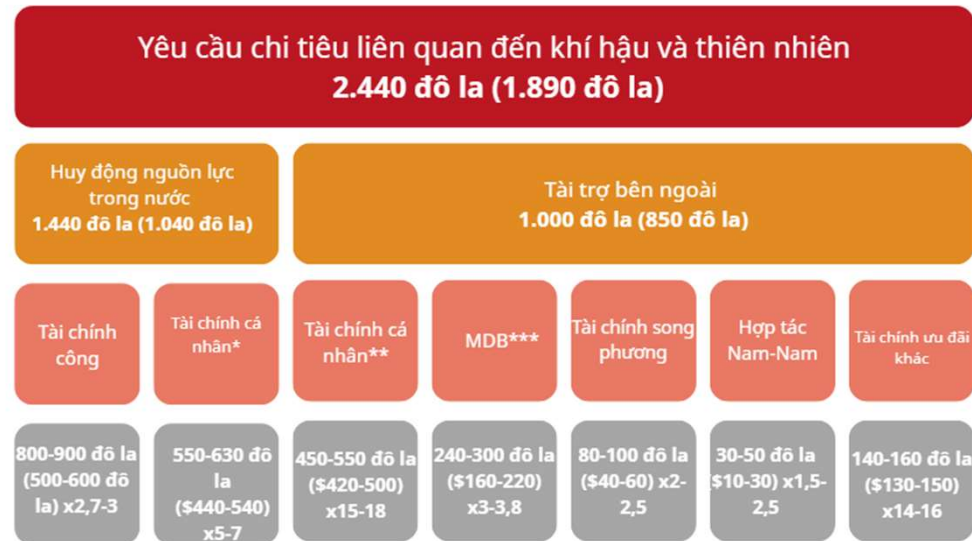 Yêu cầu chi tiêu liên quan đến khí hậu và thiên nhiên
2.440 đô la (1.890 đô la)
Huy động nguồn lực
trong nước
1.440 đô la (1.040 đô la)
Tài trợ bên ngoài
1.000 đô la (850 đô la)
Tài chính
công
Tài chính cá
nhân*
Tài chính cá
nhân**
MDB***
Tài chính song
phương
Hợp tác
Nam-Nam
Tài chính ưu đãi
khác
800-900 đô la
(500-600 đô
la) x2,7-3
550-630 đô
la
($440-540)
x5-7
450-550 đô la
($420-500)
x15-18
240-300 đô la
($160-220)
x3-3,8
80-100 đô la
($40-60) x2-
2,5
30-50 đô la
($10-30) x1,5-
2,5
140-160 đô la
($130-150)
x14-16